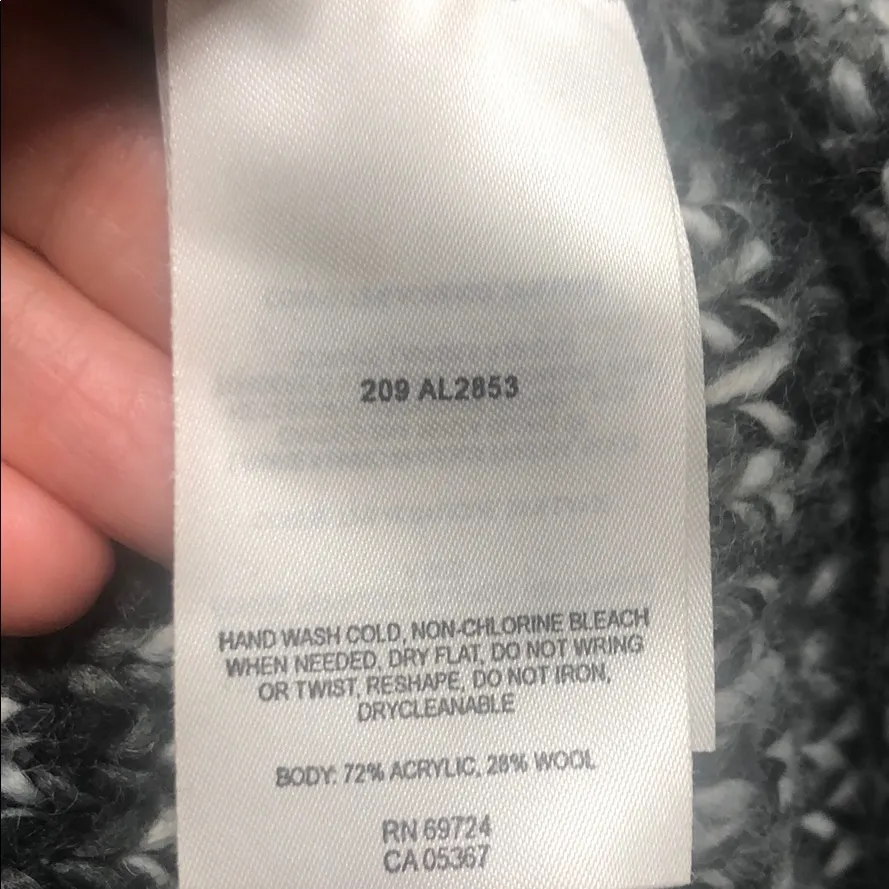 209 AL2853
HAND WASH COLD, NON-CHLORINE BLEACH
WHEN NEEDED, DRY FLAT, DO NOT WRING
OR TWIST, RESHAPE, DO NOT IRON,
DRYCLEANABLE
BODY: 72% ACRYLIC, 28% WOOL
RN 69724
CA 05367